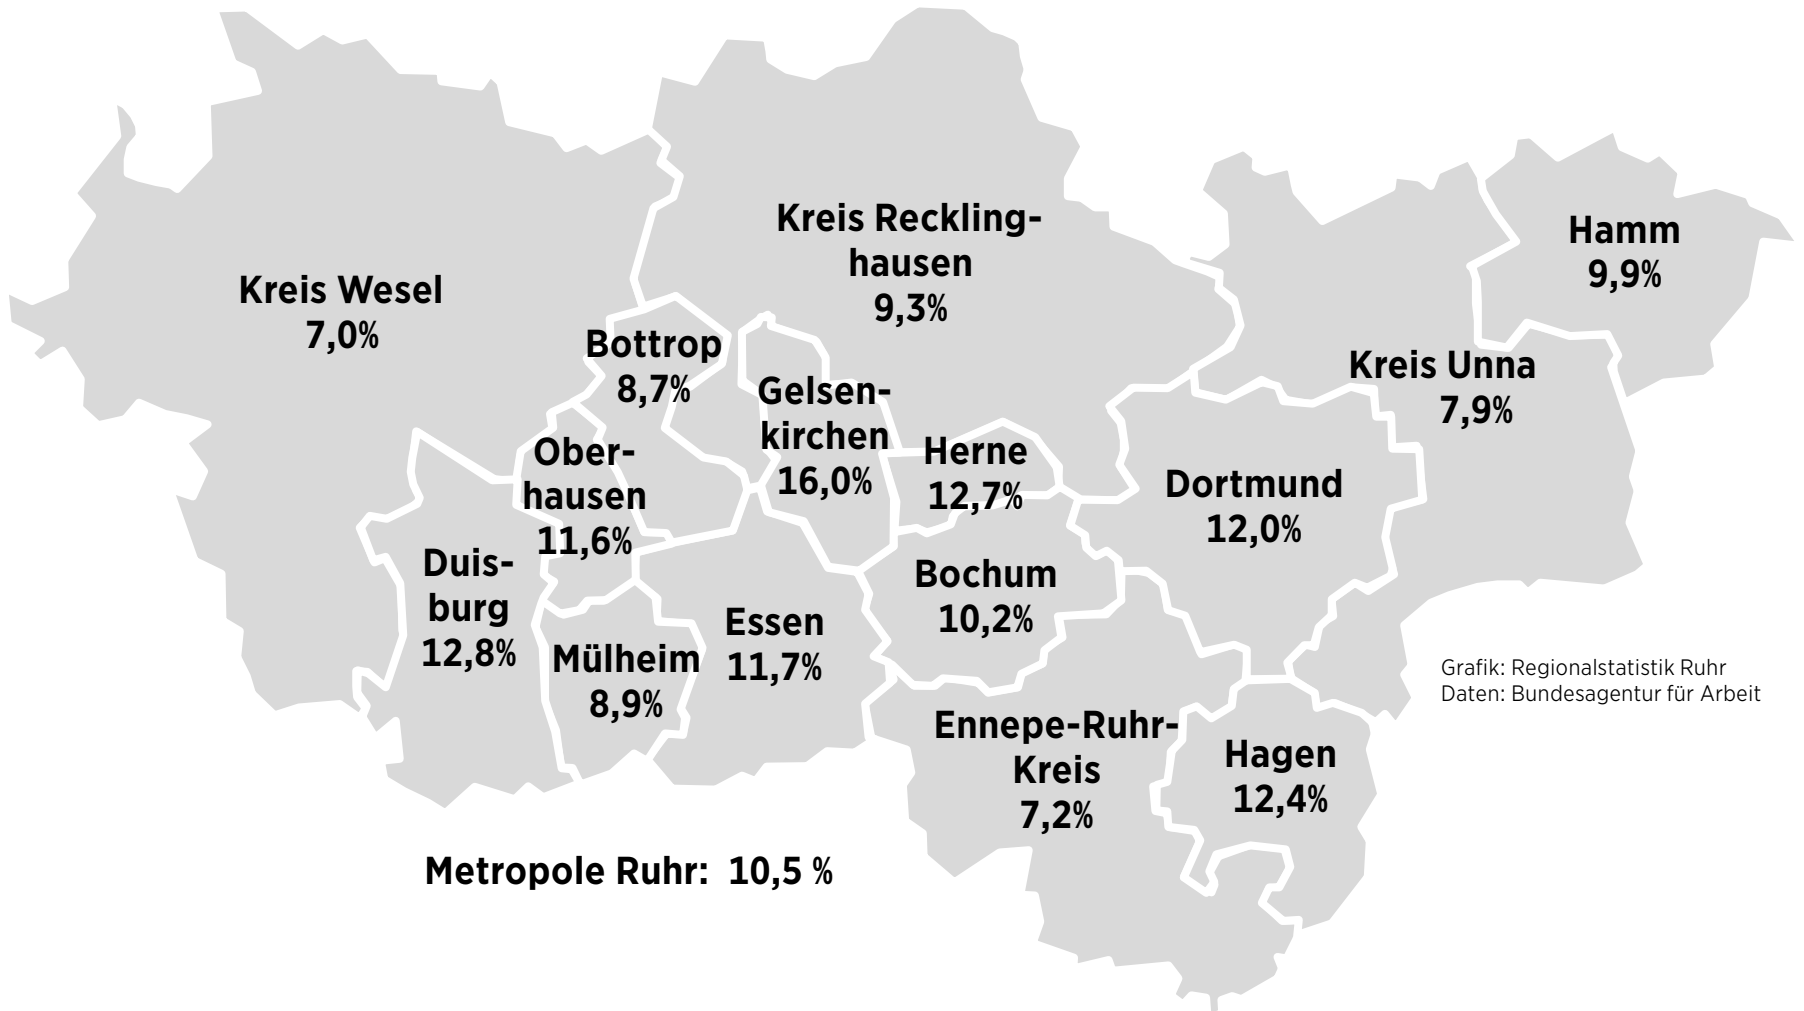 Kreis Reckling-
hausen
9,3%
Hamm
9,9%
Kreis Wesel
7,0%
Bottrop
8,7%
Kreis Unna
7,9%
Gelsen-
kirchen
16,0%
Ober-
hausen
11,6%
Herne
12,7%
Dortmund
12,0%
Duis-
burg
12,8%
Bochum
10,2%
Essen
11,7%
Mülheim
8,9%
Grafik: Regionalstatistik Ruhr
Daten: Bundesagentur für Arbeit
Ennepe-Ruhr-
Kreis
7,2%
Hagen
12,4%
Metropole Ruhr: 10,5 %